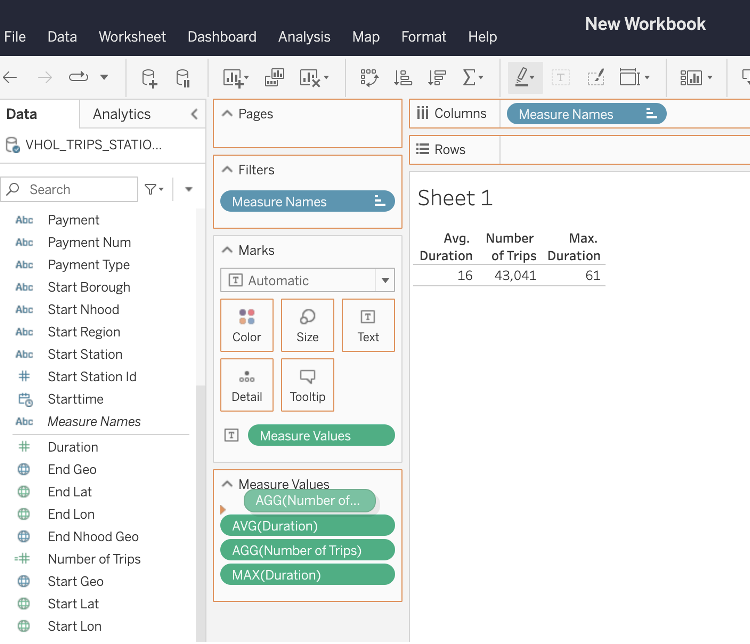 New Workbook
File Data Worksheet Dashboard Analysis Map Format Help
Data Analytics
VHOL_TRIPS_STATIO...
Search
Abc Payment
Abc Payment Num
Abc Payment Type
Abc Start Borough
Abc Start Nhood
Abc Start Region
Abc Start Station
# Start Station Id
Starttime
Abc Measure Names
# Duration
End Geo
End Lat
End Lon
End Nhood Geo
=# Number of Trips
Start Geo
Start Lat
Start Lon
Pages
Filters
Measure Names
Marks
T Automatic
Color Size T Text
Detail Tooltip
T Measure Values
Measure Values
AGG(Number of...
AVG(Duration)
AGG(Number of Trips)
MAX(Duration)
Columns Measure Names
Rows
Sheet 1
Avg. Number Max.
Duration of Trips Duration
16 43,041 61